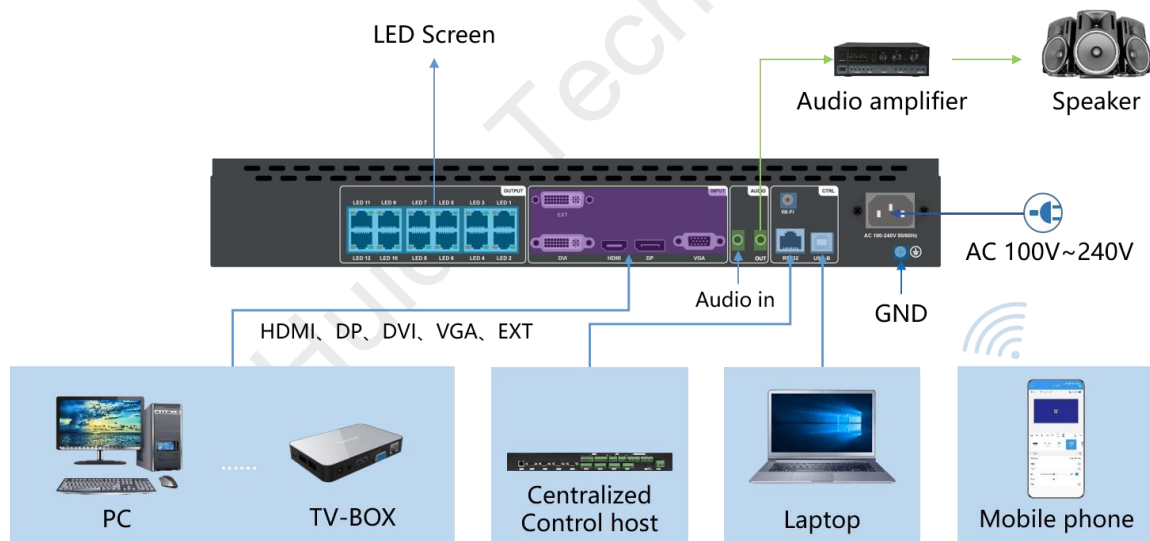 LED Screen
Audio amplifier
Speaker
OUTPUT
INPUT
AUDIO
CTRL
LED 11 LED 9 LED 7 LED 5 LED 3 LED 1
EXT
Wi-Fi
AC 100-240V 50/60Hz
LED 12 LED 10 LED 8 LED 6 LED 4 LED 2
DVI HDMI DP VGA
OUT
USB-B
AC 100V~240V
Audio in
GND
HDMI、DP、DVI、VGA、EXT
......
PC
TV-BOX
Centralized
Control host
Laptop
Mobile phone